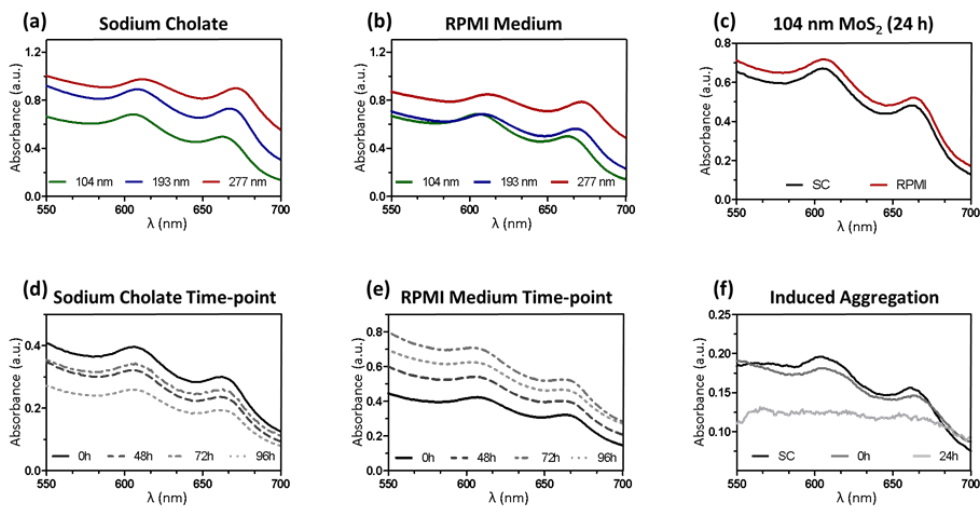 (a) Sodium Cholate
Absorbance (a.u.)
1.2
0.8
0.4
0.0
104 nm 193 nm 277 nm
550 600 650 700
λ (nm)
(b) RPMI Medium
Absorbance (a.u.)
1.2
0.8
0.4
0.0
104 nm 193 nm 277 nm
550 600 650 700
λ (nm)
(c) 104 nm MoS₂ (24 h)
Absorbance (a.u.)
0.8
0.6
0.4
0.2
0.0
SC RPMI
550 600 650 700
λ (nm)
(d) Sodium Cholate Time-point
Absorbance (a.u.)
0.4
0.2
0.0
0h 48h 72h 96h
550 600 650 700
λ (nm)
(e) RPMI Medium Time-point
Absorbance (a.u.)
0.8
0.6
0.4
0.2
0.0
0h 48h 72h 96h
550 600 650 700
λ (nm)
(f) Induced Aggregation
Absorbance (a.u.)
0.25
0.20
0.15
0.10
SC 0h 24h
550 600 650 700
λ (nm)